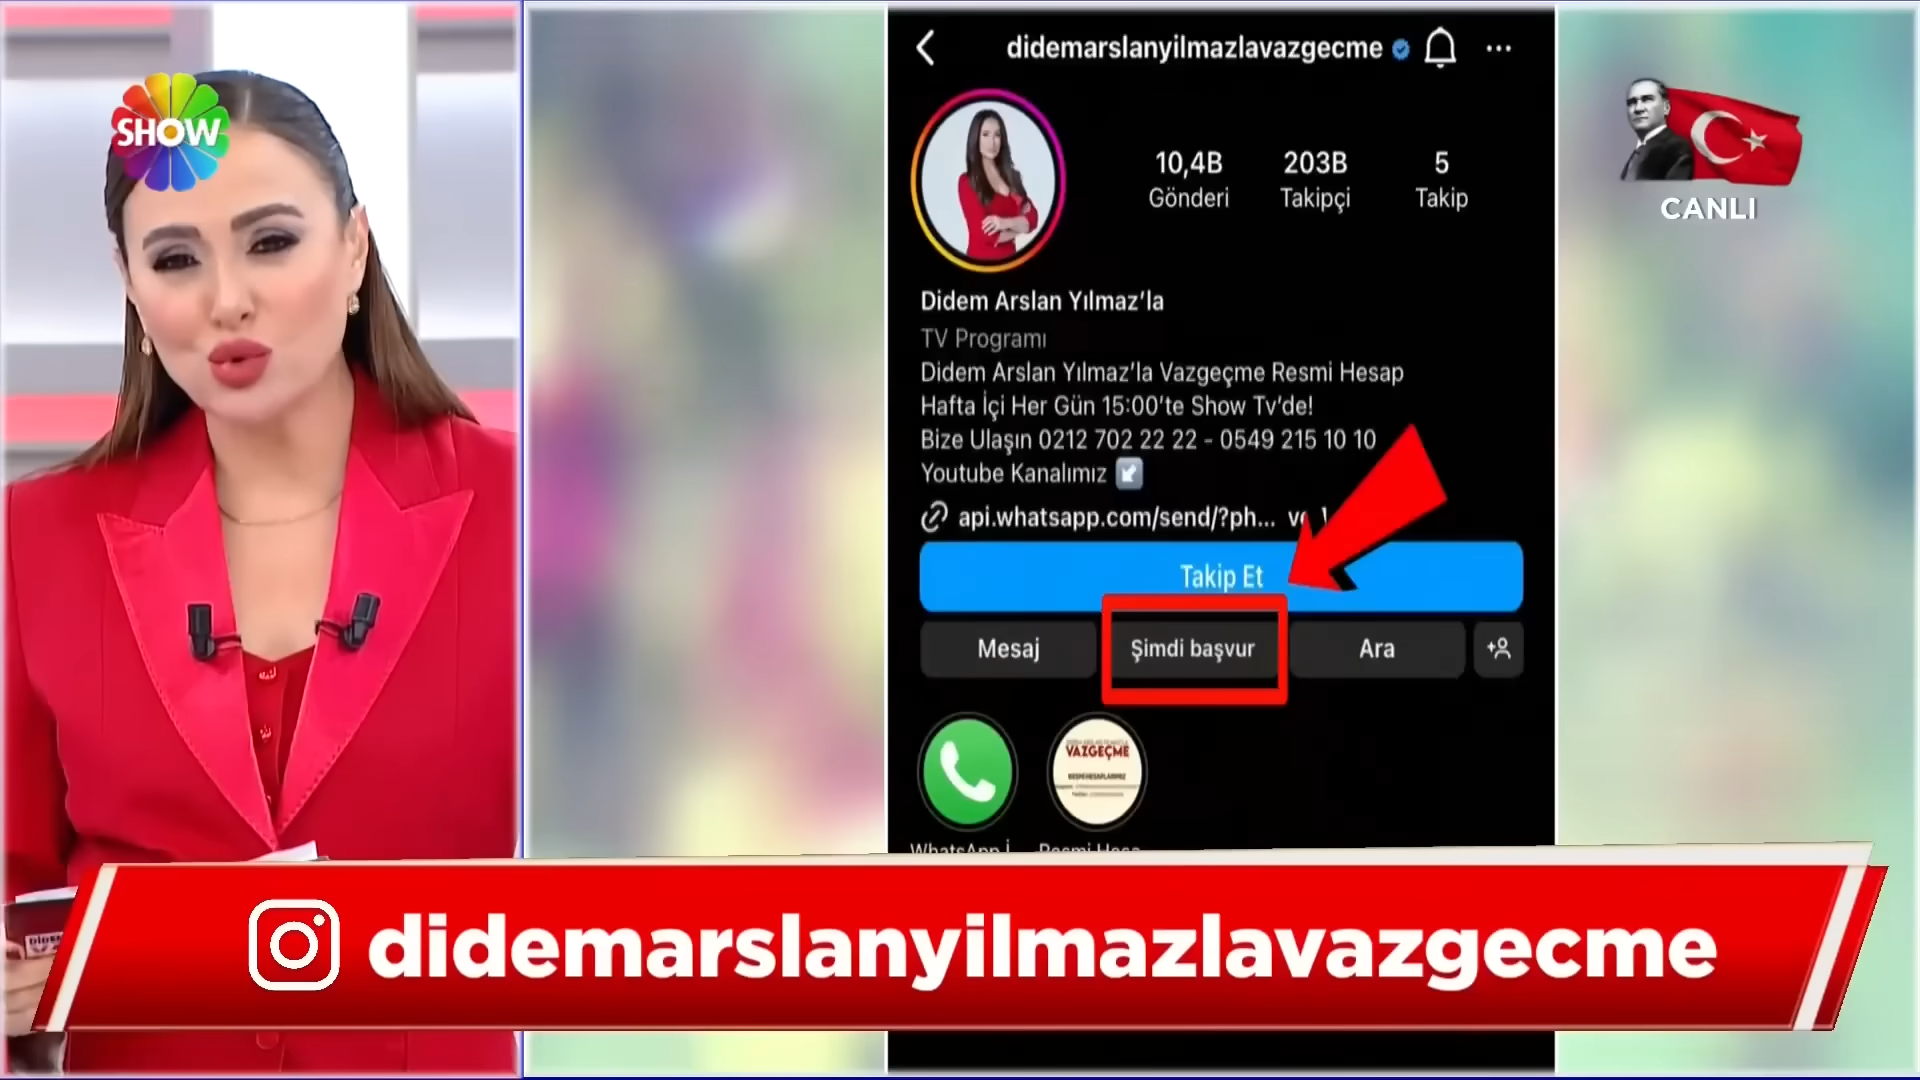 SHOW
didemarslanyilmazlavazgecme
10,4B
Gönderi
203B
Takipçi
5
Takip
Didem Arslan Yılmaz’la
TV Programı
Didem Arslan Yılmaz’la Vazgeçme Resmi Hesap
Hafta İçi Her Gün 15:00’te Show Tv’de!
Bize Ulaşın 0212 702 22 22 - 0549 215 10 10
Youtube Kanalımız
api.whatsapp.com/send/?ph...
Takip Et
Mesaj
Şimdi başvur
Ara
VAZGEÇME
WhatsApp İ...
Resmi Hesa...
CANLI
didemarslanyilmazlavazgecme